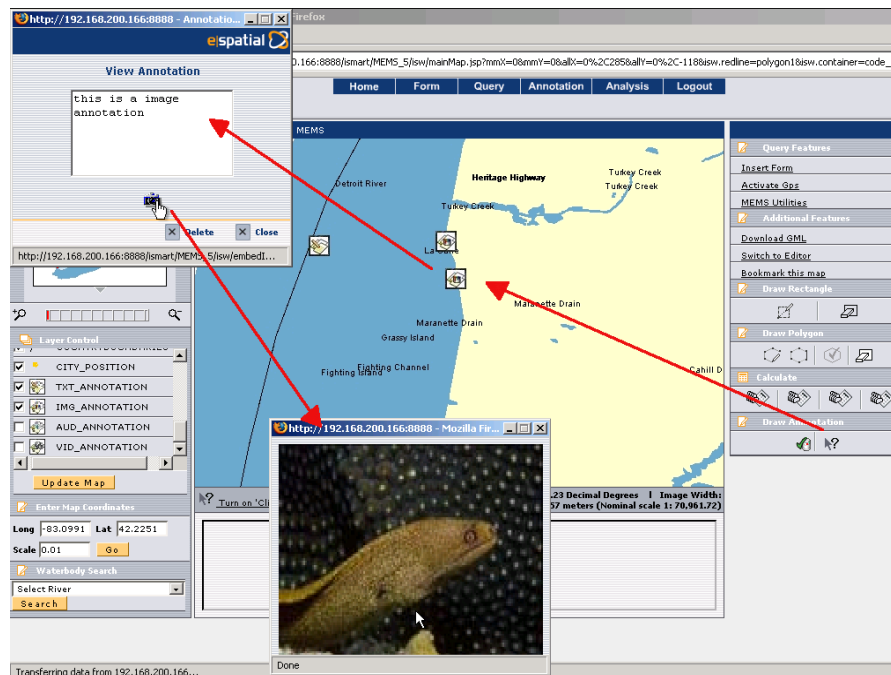 http://192.168.200.166:8888 - Annotatio...
irefox
e|spatial
View Annotation
this is a image
annotation
Delete
Close
http://192.168.200.166:8888/ismart/MEMS_5/isw/embedI...
0.166:8888/ismart/MEMS_5/isw/mainMap.jsp?mmX=0&mmY=0&allX=0%2C285&allY=0%2C-118&isw.redline=polygon1&isw.container=code_
Home
Form
Query
Annotation
Analysis
Logout
MEMS
Detroit River
Heritage Highway
Turkey Creek
Turkey Creek
Turkey Creek
La Salle
Maranette Drain
Maranette Drain
Grassy Island
Fighting Channel
Fighting Island
Cahill D
Layer Control
COUNTRYBOUNDARIES
CITY_POSITION
TXT_ANNOTATION
IMG_ANNOTATION
AUD_ANNOTATION
VID_ANNOTATION
Update Map
Enter Map Coordinates
Long -83.0991 Lat 42.2251
Scale 0.01 Go
Waterbody Search
Select River
Search
Turn on 'Cli
.23 Decimal Degrees | Image Width:
57 meters (Nominal scale 1: 70,961.72)
http://192.168.200.166:8888 - Mozilla Fir...
Done
Query Features
Insert Form
Activate Gps
MEMS Utilities
Additional Features
Download GML
Switch to Editor
Bookmark this map
Draw Rectangle
Draw Polygon
Calculate
Draw Annotation
Transferring data from 192.168.200.166...